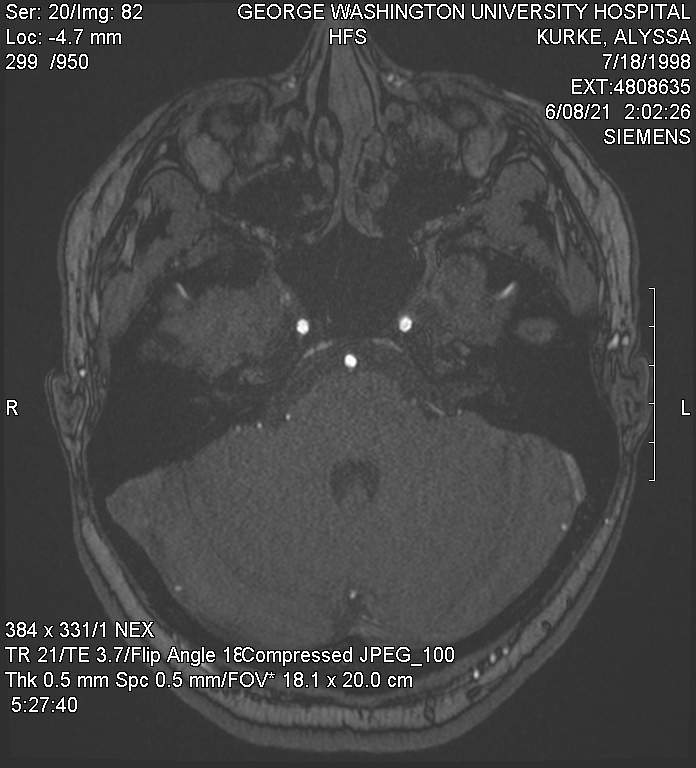 Ser: 20/Img: 82
Loc: -4.7 mm
299 /950
GEORGE WASHINGTON UNIVERSITY HOSPITAL
HFS
KURKE, ALYSSA
7/18/1998
EXT:4808635
6/08/21 2:02:26
SIEMENS
R
L
384 x 331/1 NEX
TR 21/TE 3.7/Flip Angle 18Compressed JPEG_100
Thk 0.5 mm Spc 0.5 mm/FOV* 18.1 x 20.0 cm
5:27:40